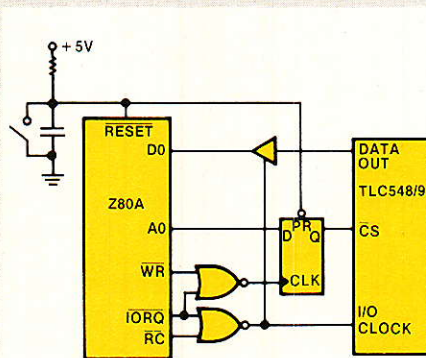 + 5V
RESET
D0
DATA
OUT
Z80A
TLC548/9
A0
D
PR
Q
CS
WR
CLK
IORQ
I/O
CLOCK
RC